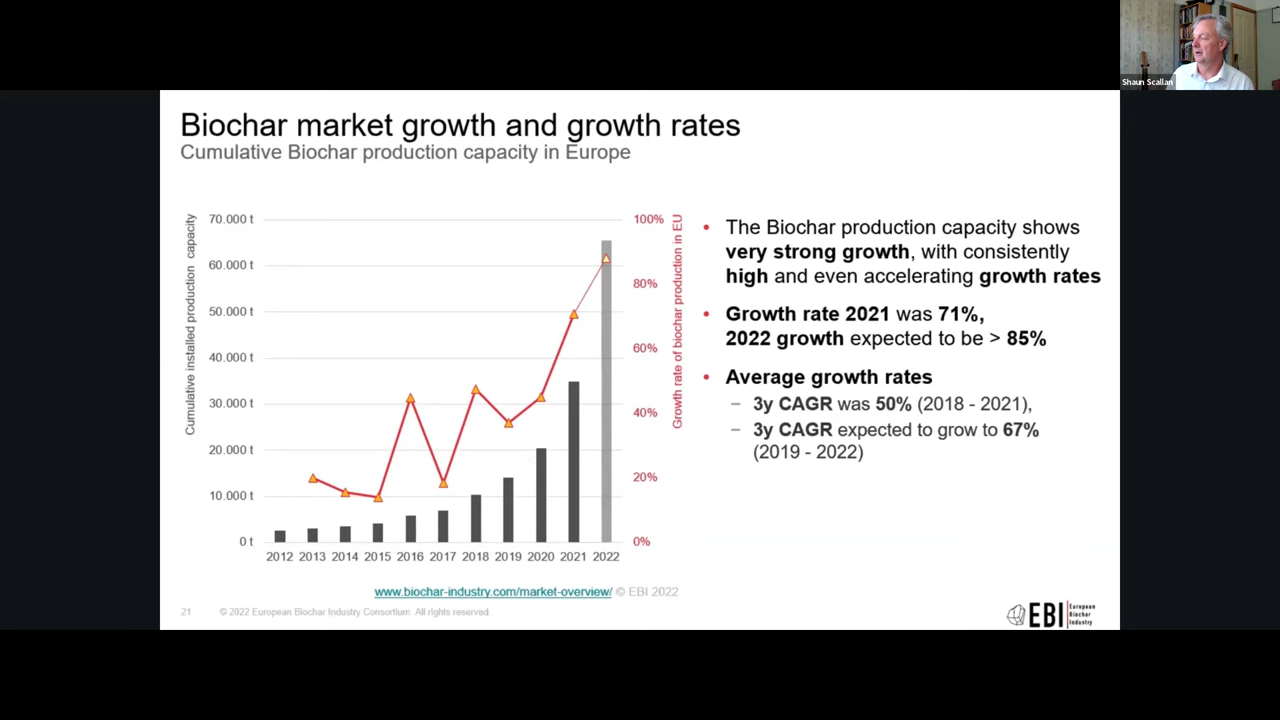 Shaun Scallan
Biochar market growth and growth rates
Cumulative Biochar production capacity in Europe
Cumulative installed production capacity
70.000 t
60.000 t
50.000 t
40.000 t
30.000 t
20.000 t
10.000 t
0 t
2012 2013 2014 2015 2016 2017 2018 2019 2020 2021 2022
100%
80%
60%
40%
20%
0%
Growth rate of biochar production in EU
• The Biochar production capacity shows
very strong growth, with consistently
high and even accelerating growth rates
• Growth rate 2021 was 71%,
2022 growth expected to be > 85%
• Average growth rates
– 3y CAGR was 50% (2018 - 2021),
– 3y CAGR expected to grow to 67%
(2019 - 2022)
www.biochar-industry.com/market-overview/ © EBI 2022
21 © 2022 European Biochar Industry Consortium. All rights reserved.
EBI
European
Biochar
Industry